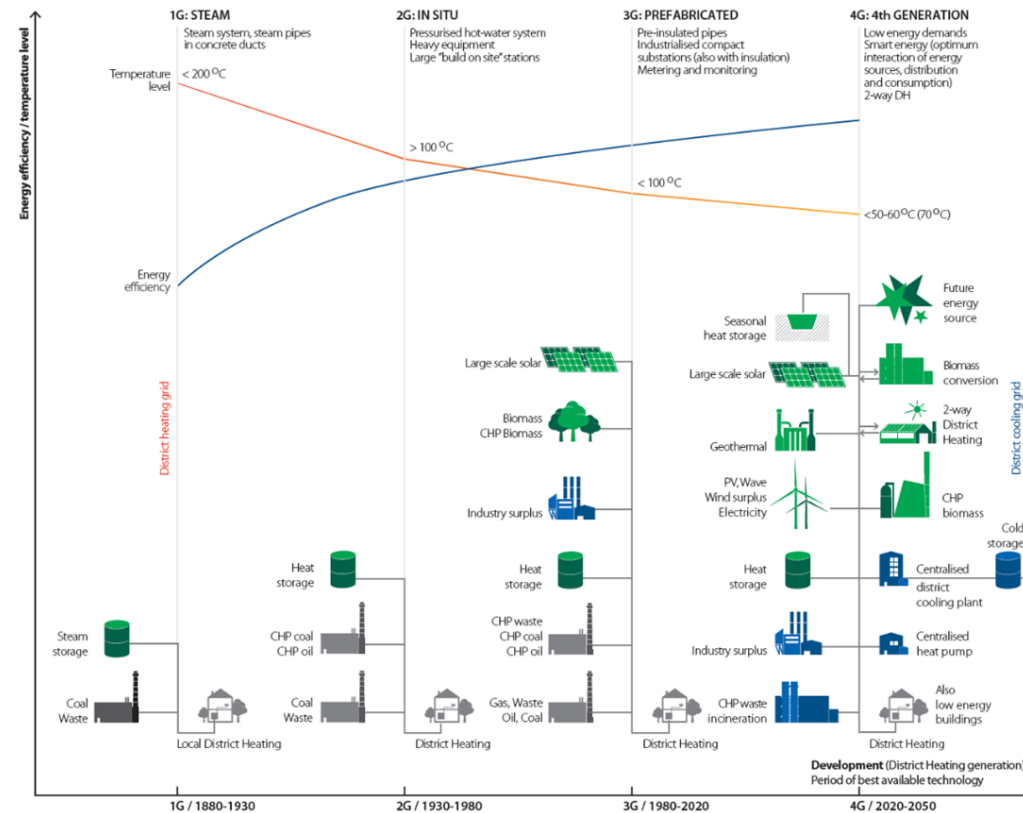 1G: STEAM
Steam system, steam pipes
in concrete ducts
2G: IN SITU
Pressurised hot-water system
Heavy equipment
Large "build on site" stations
3G: PREFABRICATED
Pre-insulated pipes
Industrialised compact
substations (also with insulation)
Metering and monitoring
4G: 4th GENERATION
Low energy demands
Smart energy (optimum
interaction of energy
sources, distribution
and consumption)
2-way DH
Energy efficiency / temperature level
Temperature
level
< 200 °C
> 100 °C
< 100 °C
<50-60 °C (70 °C)
Energy
efficiency
District heating grid
District cooling grid
Large scale solar
Biomass
CHP Biomass
Industry surplus
Seasonal
heat storage
Large scale solar
Geothermal
PV, Wave
Wind surplus
Electricity
Future
energy
source
Biomass
conversion
2-way
District
Heating
CHP
biomass
Cold
storage
Steam
storage
Coal
Waste
Local District Heating
Heat
storage
CHP coal
CHP oil
Coal
Waste
District Heating
Heat
storage
CHP waste
CHP coal
CHP oil
Gas, Waste
Oil, Coal
District Heating
Heat
storage
Industry surplus
CHP waste
incineration
Centralised
district
cooling plant
Centralised
heat pump
Also
low energy
buildings
District Heating
Development (District Heating generation)
Period of best available technology
1G / 1880-1930
2G / 1930-1980
3G / 1980-2020
4G / 2020-2050